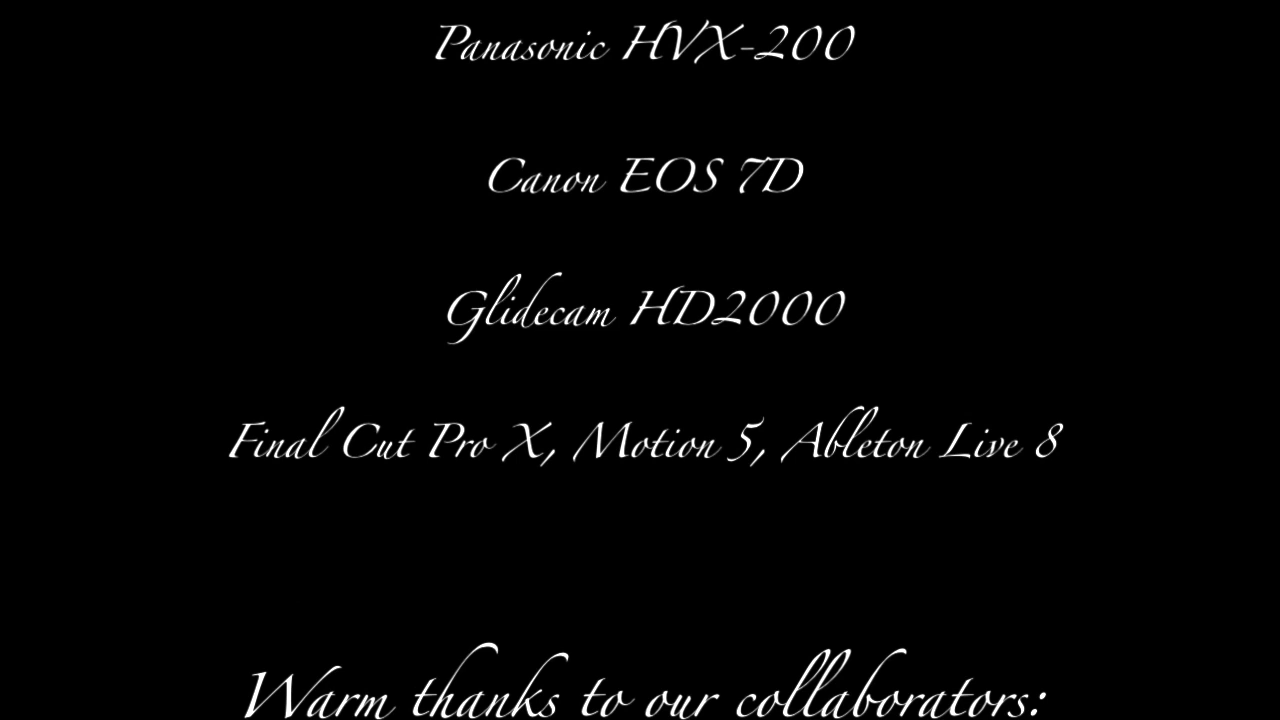 Panasonic HVX-200
Canon EOS 7D
Glidecam HD2000
Final Cut Pro X, Motion 5, Ableton Live 8
Warm thanks to our collaborators: